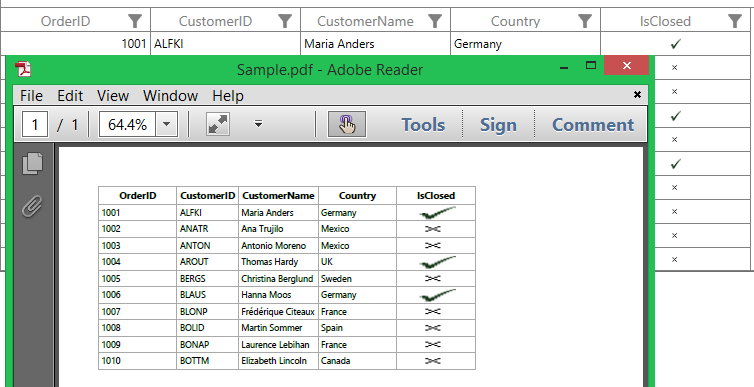 OrderID CustomerID CustomerName Country IsClosed
1001 ALFKI Maria Anders Germany
Sample.pdf - Adobe Reader
File Edit View Window Help
1 / 1 64.4% Tools Sign Comment
OrderID CustomerID CustomerName Country IsClosed
1001 ALFKI Maria Anders Germany
1002 ANATR Ana Trujilo Mexico
1003 ANTON Antonio Moreno Mexico
1004 AROUT Thomas Hardy UK
1005 BERGS Christina Berglund Sweden
1006 BLAUS Hanna Moos Germany
1007 BLONP Frédérique Citeaux France
1008 BOLID Martin Sommer Spain
1009 BONAP Laurence Lebihan France
1010 BOTTM Elizabeth Lincoln Canada